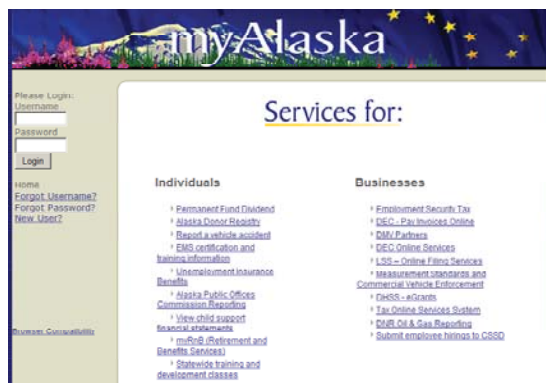 myAlaska
Please Login:
Username
Password
Login
Home
Forgot Username?
Forgot Password?
New User?
Browser Compatibility
Services for:
Individuals
Permanent Fund Dividend
Alaska Donor Registry
Report a vehicle accident
EMS certification and
training information
Unemployment Insurance
Benefits
Alaska Public Offices
Commission Reporting
View child support
financial statements
myRnB (Retirement and
Benefits Services)
Statewide training and
development classes
Businesses
Employment Security Tax
DEC - Pay Invoices Online
DMV Partners
DEC Online Services
LSS – Online Filing Services
Measurement Standards and
Commercial Vehicle Enforcement
DHSS - eGrants
Tax Online Services System
DNR Oil & Gas Reporting
Submit employee hirings to CSSD